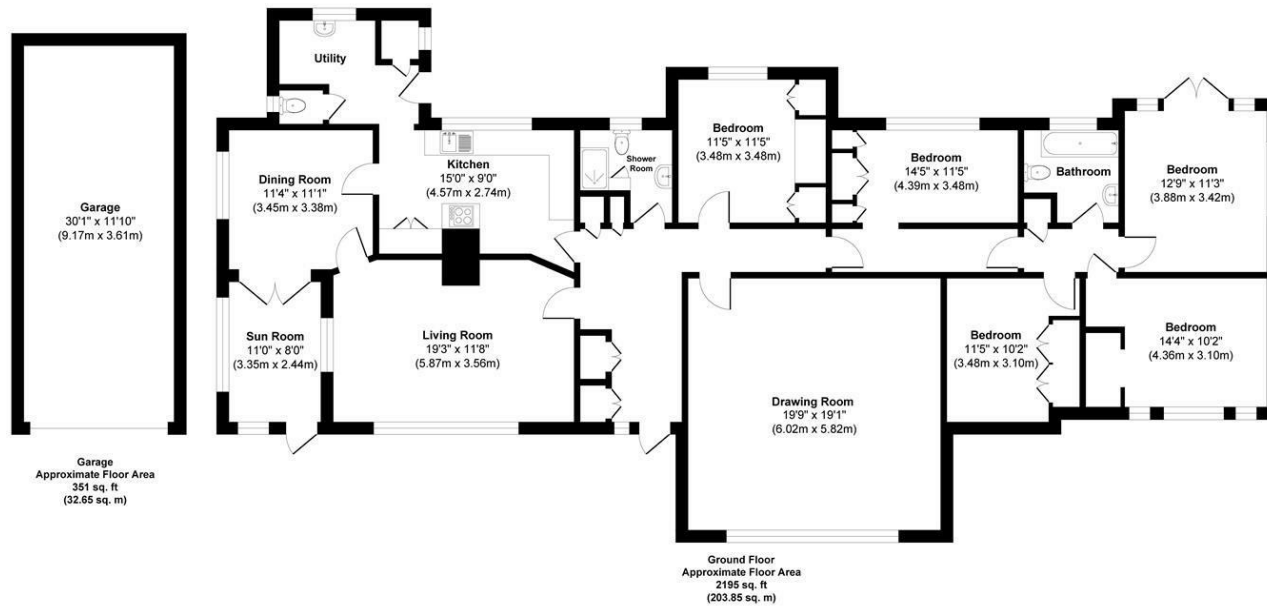 Garage
30'1" x 11'10"
(9.17m x 3.61m)
Garage
Approximate Floor Area
351 sq. ft
(32.65 sq. m)
Utility
Dining Room
11'4" x 11'1"
(3.45m x 3.38m)
Kitchen
15'0" x 9'0"
(4.57m x 2.74m)
Shower
Room
Bedroom
11'5" x 11'5"
(3.48m x 3.48m)
Bedroom
14'5" x 11'5"
(4.39m x 3.48m)
Bathroom
Bedroom
12'9" x 11'3"
(3.88m x 3.42m)
Sun Room
11'0" x 8'0"
(3.35m x 2.44m)
Living Room
19'3" x 11'8"
(5.87m x 3.56m)
Drawing Room
19'9" x 19'1"
(6.02m x 5.82m)
Bedroom
11'5" x 10'2"
(3.48m x 3.10m)
Bedroom
14'4" x 10'2"
(4.36m x 3.10m)
Ground Floor
Approximate Floor Area
2195 sq. ft
(203.85 sq. m)